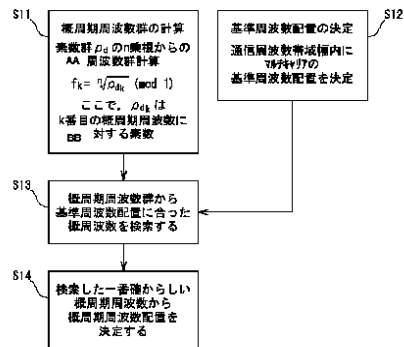 S11
概周期周波数群の計算
素数群ρdのn乗根からの
AA 周波数群計算
fk= ⁿ√ρdk (mod 1)
ここで、ρdk は
k番目の概周期周波数に
BB 対する素数
S12
基準周波数配置の決定
通信周波数帯域幅内に
マルチキャリアの
基準周波数配置を決定
S13
概周期周波数群から
基準周波数配置に合った
概周波数を検索する
S14
検索した一番確からしい
概周期周波数から
概周期周波数配置を
決定する